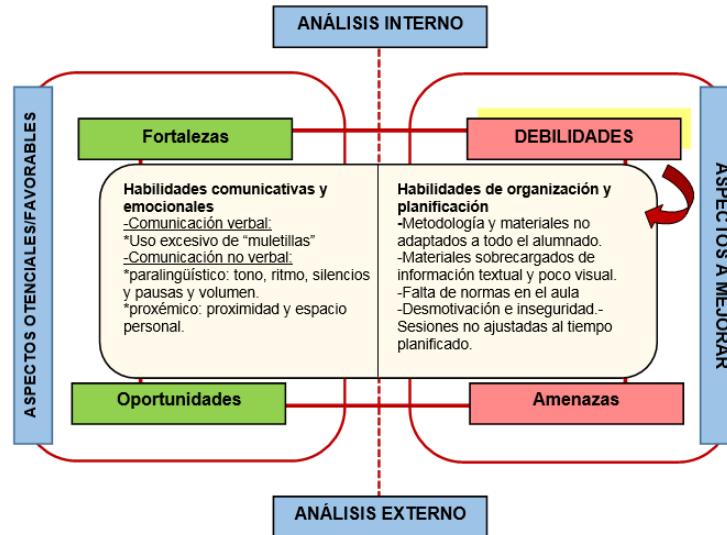 ANÁLISIS INTERNO
ASPECTOS OTENCIALES/FAVORABLES
Fortalezas
DEBILIDADES
Habilidades comunicativas y
emocionales
-Comunicación verbal:
*Uso excesivo de “muletillas”
-Comunicación no verbal:
*paralingüístico: tono, ritmo, silencios
y pausas y volumen.
*proxémico: proximidad y espacio
personal.
Habilidades de organización y
planificación
-Metodología y materiales no
adaptados a todo el alumnado.
-Materiales sobrecargados de
información textual y poco visual.
-Falta de normas en el aula
-Desmotivación e inseguridad.-
Sesiones no ajustadas al tiempo
planificado.
ASPECTOS A MEJORAR
Oportunidades
Amenazas
ANÁLISIS EXTERNO